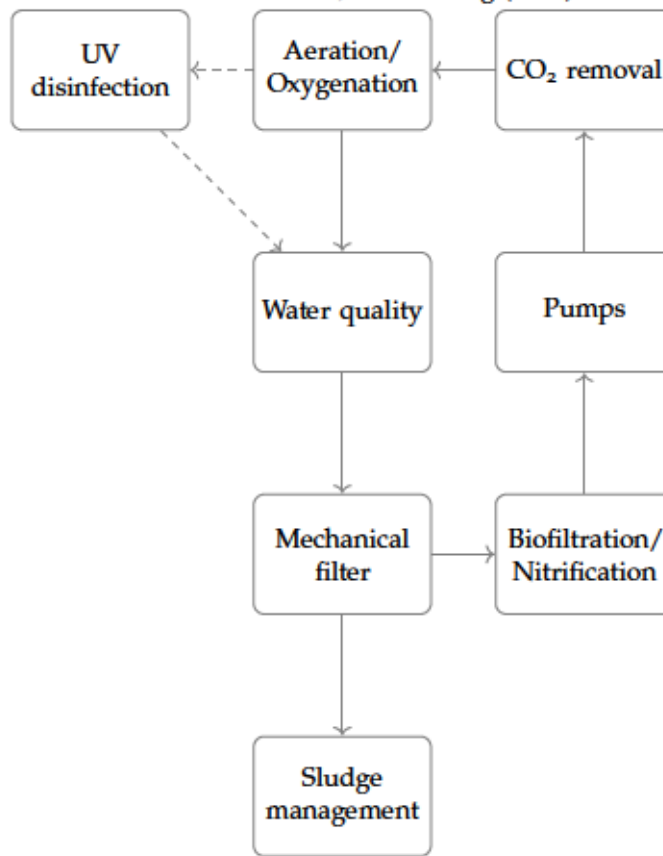 UV
disinfection
Aeration/
Oxygenation
CO₂ removal
Water quality
Pumps
Mechanical
filter
Biofiltration/
Nitrification
Sludge
management